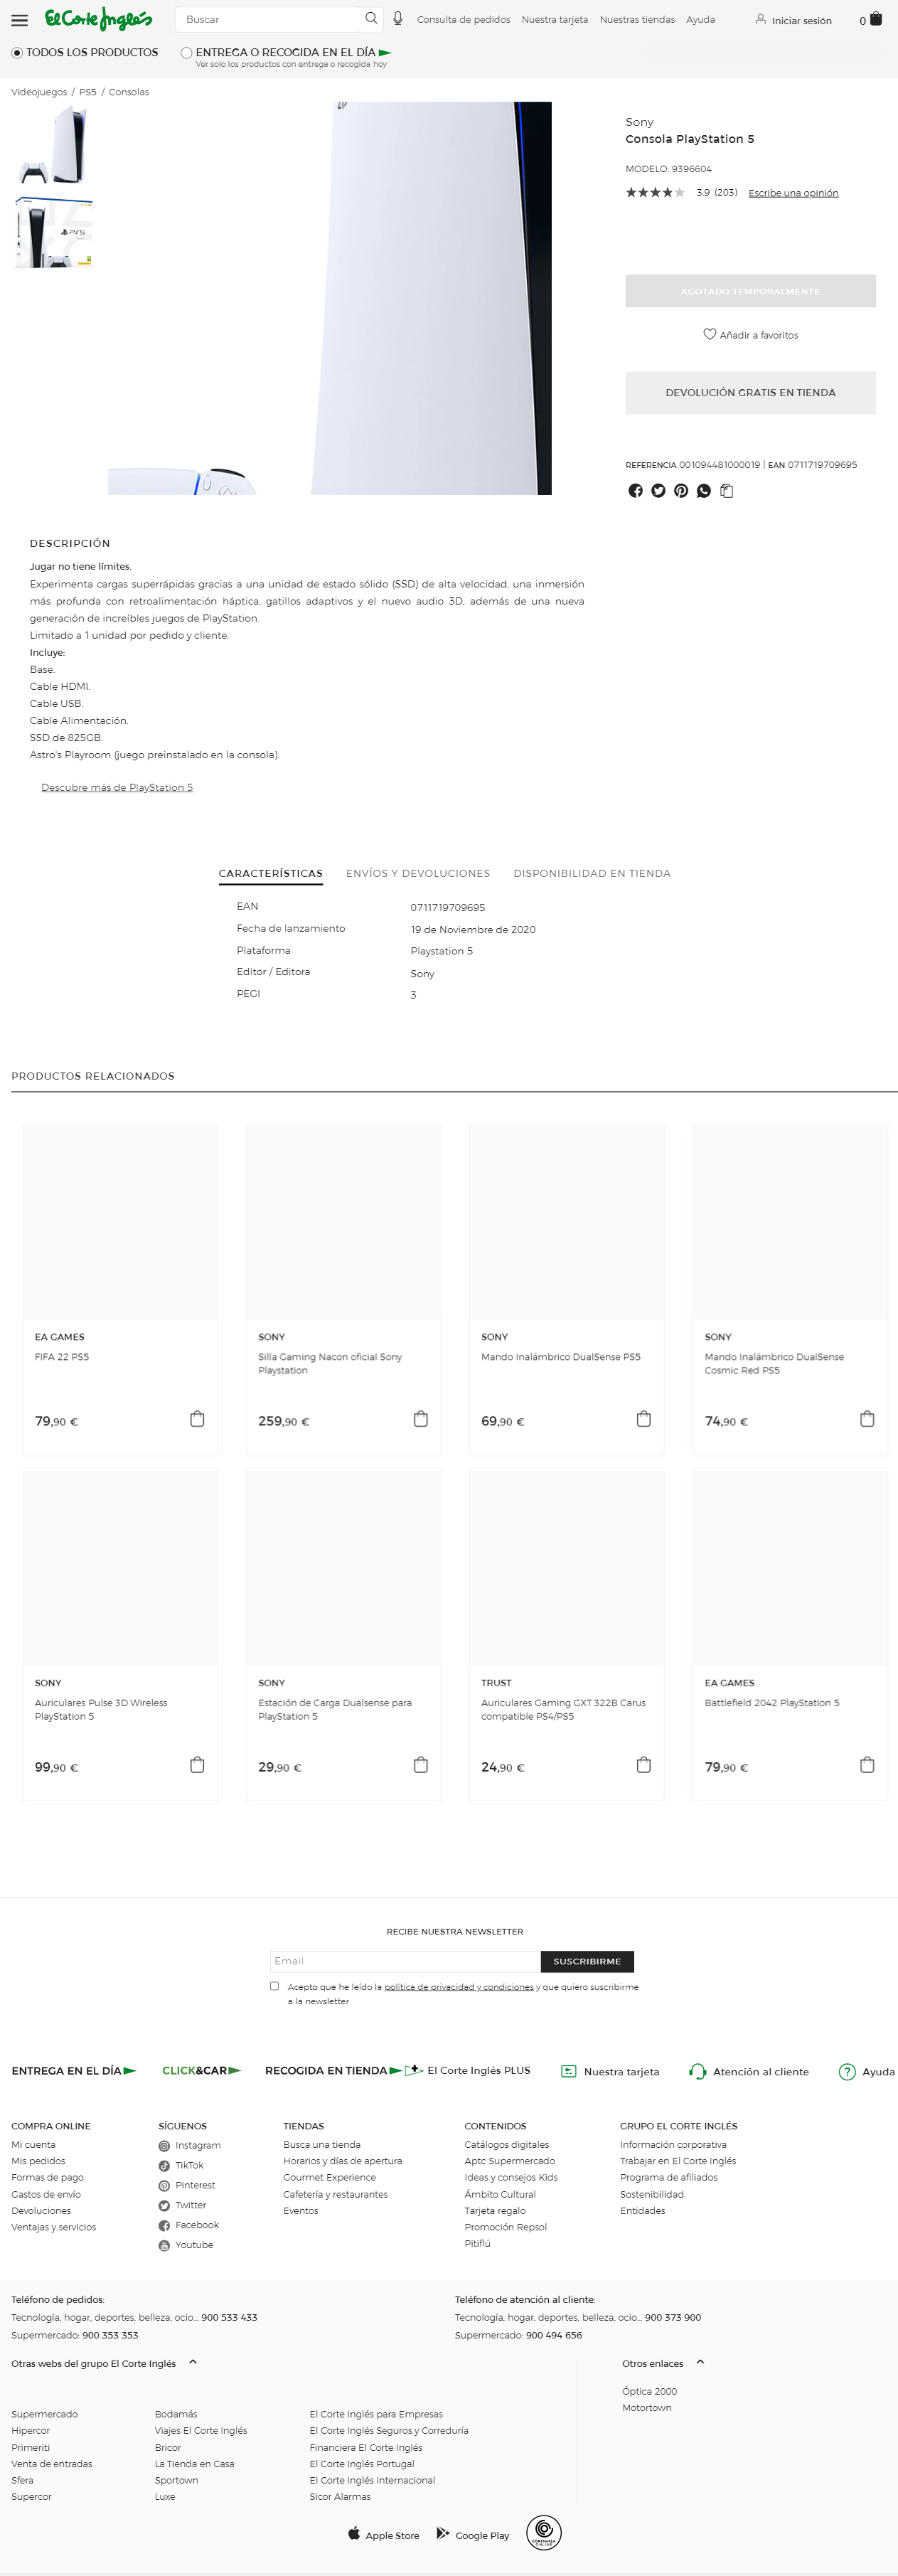 El Corte Inglés
Buscar
Consulta de pedidos
Nuestra tarjeta
Nuestras tiendas
Ayuda
Iniciar sesión
0
TODOS LOS PRODUCTOS
ENTREGA O RECOGIDA EN EL DÍA
Ver solo los productos con entrega o recogida hoy
Videojuegos / PS5 / Consolas
Sony
Consola PlayStation 5
MODELO: 9396604
3.9 (203) Escribe una opinión
AGOTADO TEMPORALMENTE
Añadir a favoritos
DEVOLUCIÓN GRATIS EN TIENDA
REFERENCIA 001094481000019 | EAN 0711719709695
DESCRIPCIÓN
Jugar no tiene límites.
Experimenta cargas superrápidas gracias a una unidad de estado sólido (SSD) de alta velocidad, una inmersión
más profunda con retroalimentación háptica, gatillos adaptivos y el nuevo audio 3D, además de una nueva
generación de increíbles juegos de PlayStation.
Limitado a 1 unidad por pedido y cliente.
Incluye:
Base.
Cable HDMI.
Cable USB.
Cable Alimentación.
SSD de 825GB.
Astro's Playroom (juego preinstalado en la consola).
Descubre más de PlayStation 5
CARACTERÍSTICAS
ENVÍOS Y DEVOLUCIONES
DISPONIBILIDAD EN TIENDA
EAN 0711719709695
Fecha de lanzamiento 19 de Noviembre de 2020
Plataforma Playstation 5
Editor / Editora Sony
PEGI 3
PRODUCTOS RELACIONADOS
EA GAMES
FIFA 22 PS5
79,90 €
SONY
Silla Gaming Nacon oficial Sony
Playstation
259,90 €
SONY
Mando Inalámbrico DualSense PS5
69,90 €
SONY
Mando Inalámbrico DualSense
Cosmic Red PS5
74,90 €
SONY
Auriculares Pulse 3D Wireless
PlayStation 5
99,90 €
SONY
Estación de Carga Dualsense para
PlayStation 5
29,90 €
TRUST
Auriculares Gaming GXT 322B Carus
compatible PS4/PS5
24,90 €
EA GAMES
Battlefield 2042 PlayStation 5
79,90 €
RECIBE NUESTRA NEWSLETTER
Email
SUSCRIBIRME
Acepto que he leído la política de privacidad y condiciones y que quiero suscribirme
a la newsletter
ENTREGA EN EL DÍA
CLICK&CAR
RECOGIDA EN TIENDA
El Corte Inglés PLUS
Nuestra tarjeta
Atención al cliente
Ayuda
COMPRA ONLINE
Mi cuenta
Mis pedidos
Formas de pago
Gastos de envío
Devoluciones
Ventajas y servicios
SÍGUENOS
Instagram
TikTok
Pinterest
Twitter
Facebook
Youtube
TIENDAS
Busca una tienda
Horarios y días de apertura
Gourmet Experience
Cafetería y restaurantes
Eventos
CONTENIDOS
Catálogos digitales
Aptc Supermercado
Ideas y consejos Kids
Ámbito Cultural
Tarjeta regalo
Promoción Repsol
Pitiflú
GRUPO EL CORTE INGLÉS
Información corporativa
Trabajar en El Corte Inglés
Programa de afiliados
Sostenibilidad
Entidades
Teléfono de pedidos:
Tecnología, hogar, deportes, belleza, ocio... 900 533 433
Supermercado: 900 353 353
Teléfono de atención al cliente:
Tecnología, hogar, deportes, belleza, ocio... 900 373 900
Supermercado: 900 494 656
Otras webs del grupo El Corte Inglés
Supermercado
Hipercor
Primeriti
Venta de entradas
Sfera
Supercor
Bodamás
Viajes El Corte Inglés
Bricor
La Tienda en Casa
Sportown
Luxe
El Corte Inglés para Empresas
El Corte Inglés Seguros y Correduría
Financiera El Corte Inglés
El Corte Inglés Portugal
El Corte Inglés Internacional
Sicor Alarmas
Otros enlaces
Óptica 2000
Motortown
Apple Store
Google Play
CONFIANZA
ONLINE